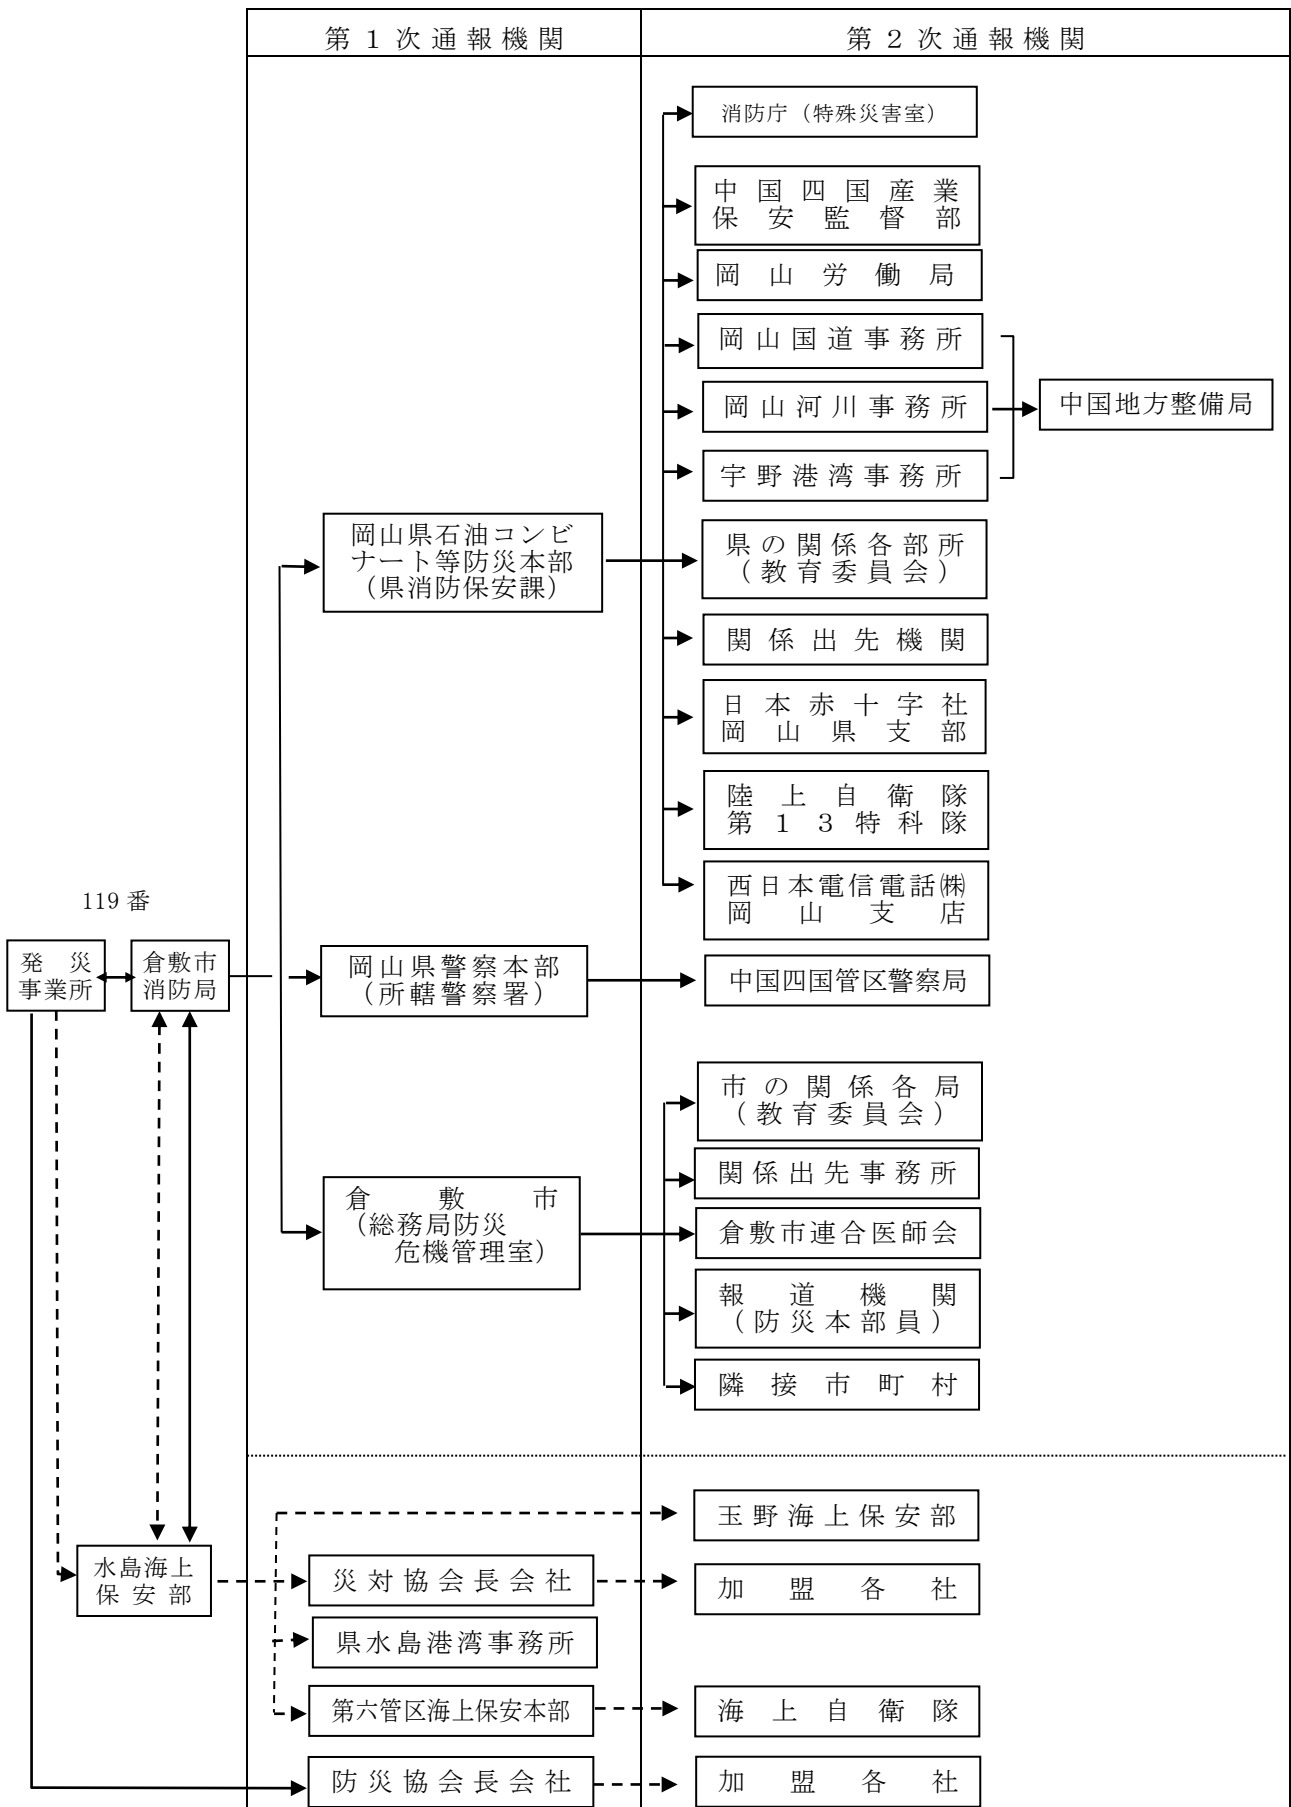 第１次通報機関
第２次通報機関
消防庁（特殊災害室）
中国四国産業
保安監督部
岡山労働局
岡山国道事務所
岡山河川事務所
中国地方整備局
宇野港湾事務所
岡山県石油コンビ
ナート等防災本部
（県消防保安課）
県の関係各部所
（教育委員会）
関係出先機関
日本赤十字社
岡山県支部
陸上自衛隊
第１３特科隊
西日本電信電話㈱
岡山支店
119番
発災
事業所
倉敷市
消防局
岡山県警察本部
（所轄警察署）
中国四国管区警察局
市の関係各局
（教育委員会）
関係出先事務所
倉敷市
（総務局防災
危機管理室）
倉敷市連合医師会
報道機関
（防災本部員）
隣接市町村
玉野海上保安部
水島海上
保安部
災対協会長会社
加盟各社
県水島港湾事務所
第六管区海上保安本部
海上自衛隊
防災協会長会社
加盟各社